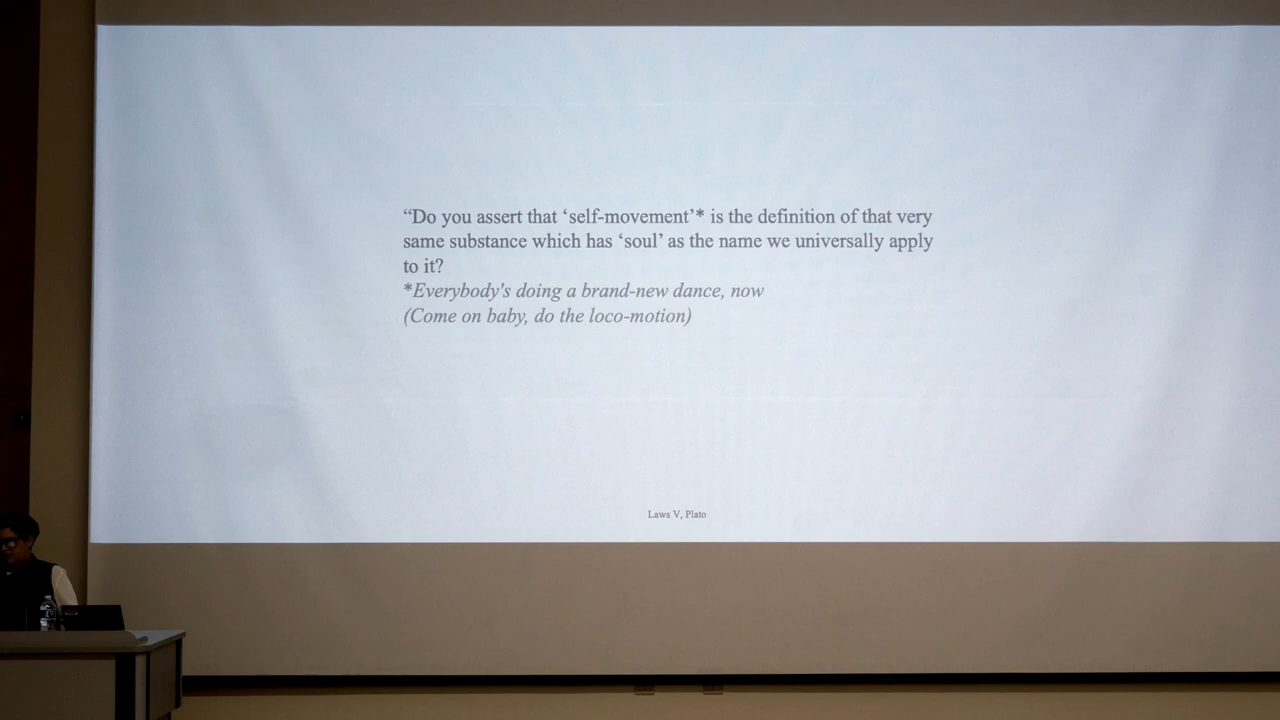 “Do you assert that ‘self-movement’* is the definition of that very
same substance which has ‘soul’ as the name we universally apply
to it?
*Everybody's doing a brand-new dance, now
(Come on baby, do the loco-motion)
Laws V, Plato